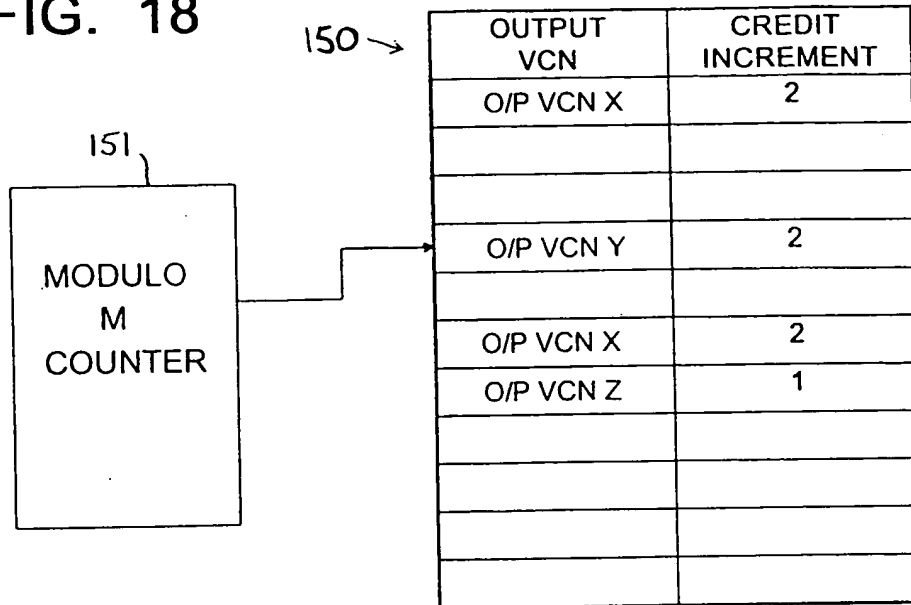 FIG. 18
150
OUTPUT VCN CREDIT INCREMENT
O/P VCN X 2
151
O/P VCN Y 2
MODULO
M
COUNTER
O/P VCN X 2
O/P VCN Z 1